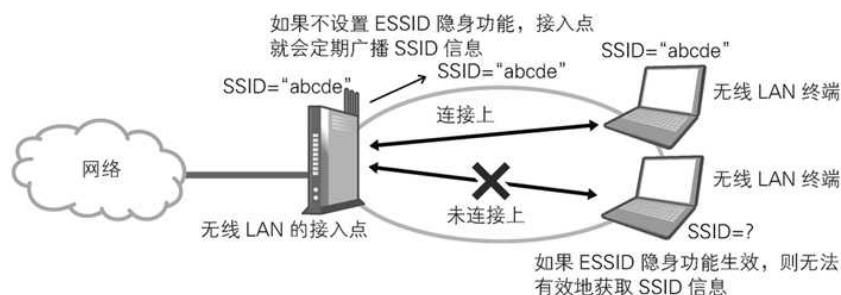 如果不设置 ESSID 隐身功能，接入点
就会定期广播 SSID 信息
SSID=“abcde”
SSID=“abcde”
SSID=“abcde”
无线 LAN 终端
连接上
网络
未连接上
无线 LAN 终端
无线 LAN 的接入点
SSID=?
如果 ESSID 隐身功能生效，则无法
有效地获取 SSID 信息